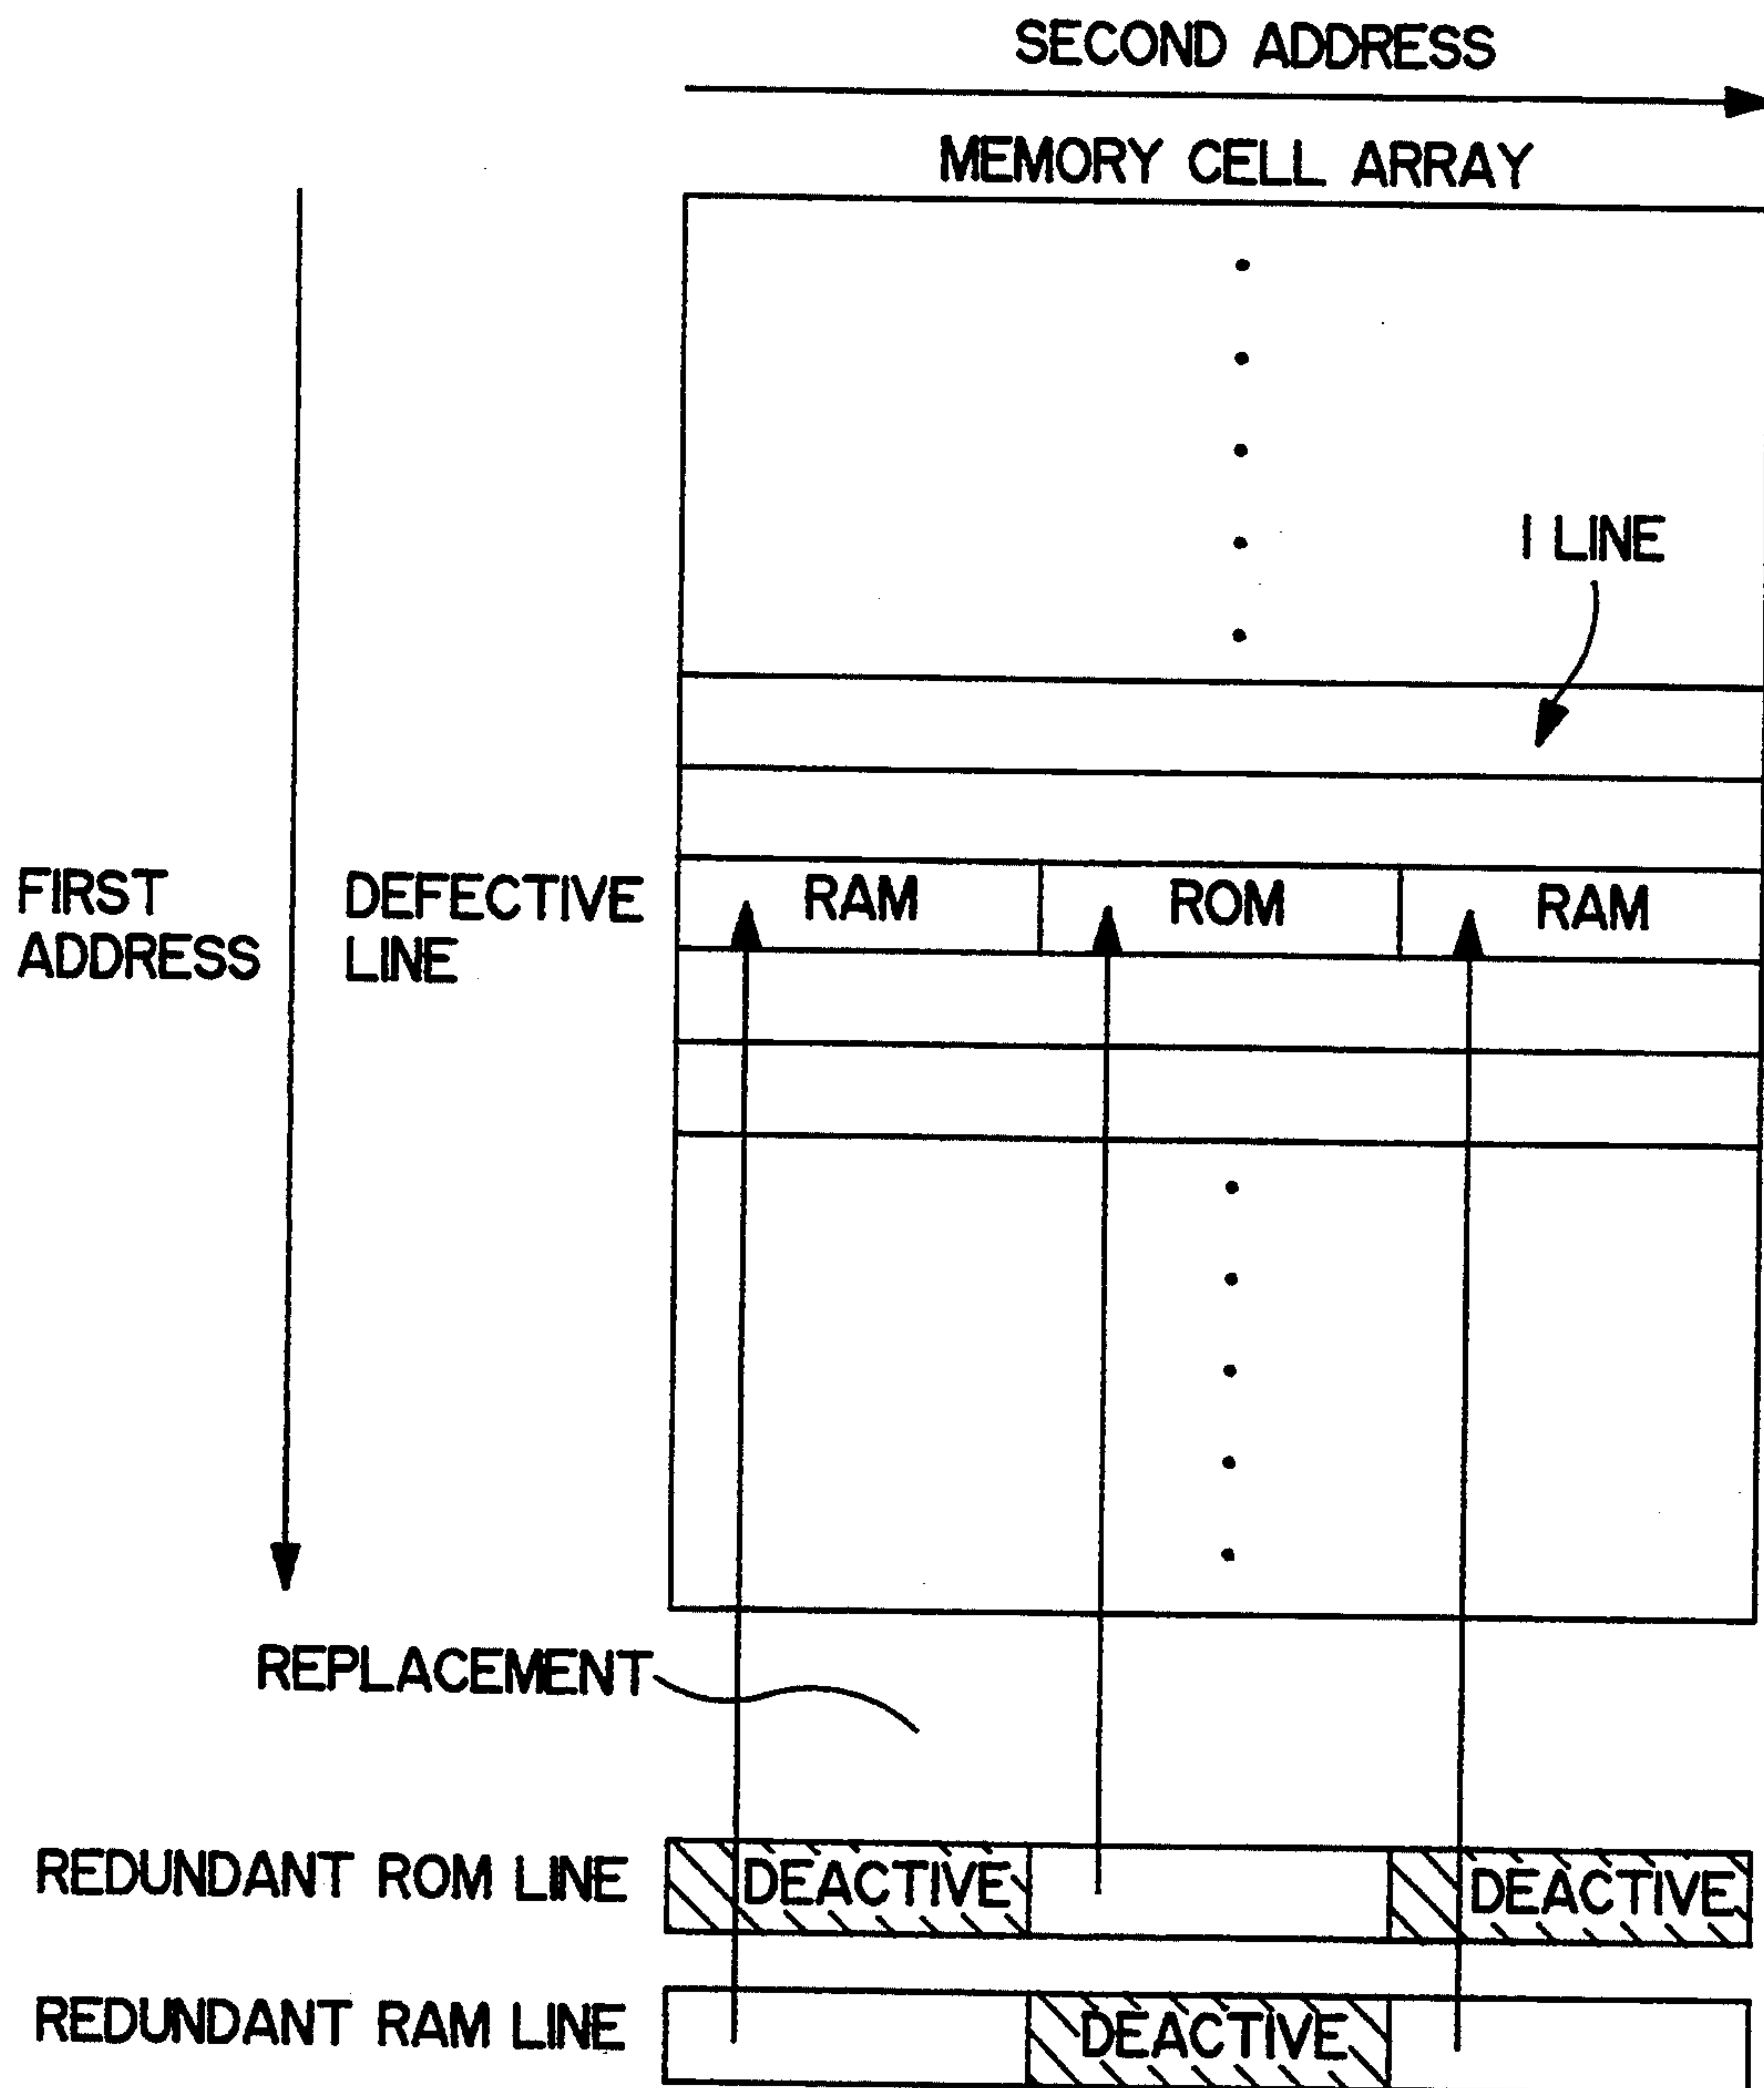 SECOND ADDRESS
MEMORY CELL ARRAY
I LINE
FIRST
ADDRESS
DEFECTIVE
LINE
RAM
ROM
RAM
REPLACEMENT
REDUNDANT ROM LINE
DEACTIVE
DEACTIVE
REDUNDANT RAM LINE
DEACTIVE